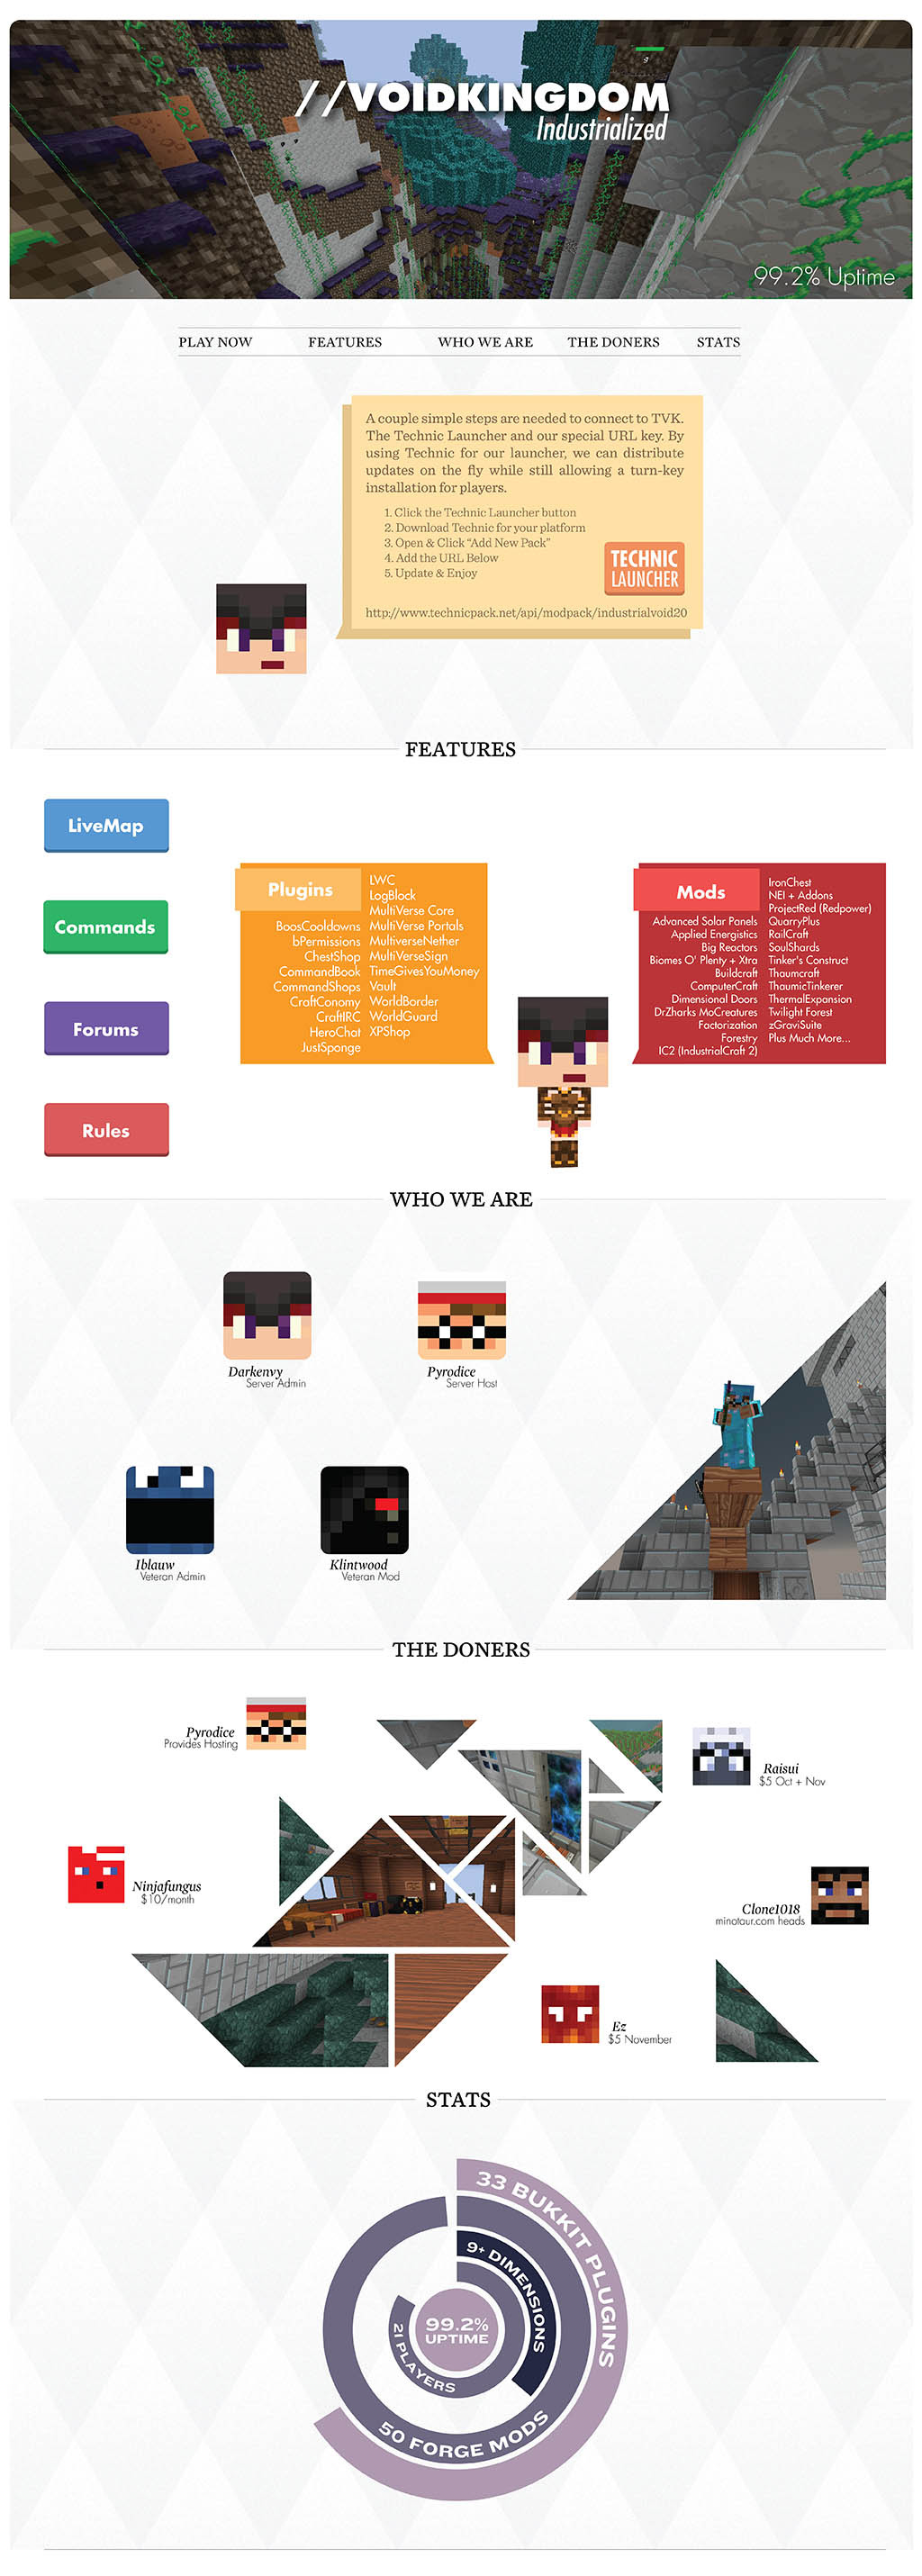 //VOIDKINGDOM
Industrialized
99.2% Uptime
PLAY NOW
FEATURES
WHO WE ARE
THE DONERS
STATS
A couple simple steps are needed to connect to TVK.
The Technic Launcher and our special URL key. By
using Technic for our launcher, we can distribute
updates on the fly while still allowing a turn-key
installation for players.
1. Click the Technic Launcher button
2. Download Technic for your platform
3. Open & Click “Add New Pack”
4. Add the URL Below
5. Update & Enjoy
TECHNIC
LAUNCHER
http://www.technicpack.net/api/modpack/industrialvoid20
FEATURES
LiveMap
Commands
Forums
Rules
Plugins
BoosCooldowns
bPermissions
ChestShop
CommandBook
CommandShops
CraftConomy
CraftIRC
HeroChat
JustSponge
LWC
LogBlock
MultiVerse Core
MultiVerse Portals
MultiverseNether
MultiVerseSign
TimeGivesYouMoney
Vault
WorldBorder
WorldGuard
XPShop
Mods
Advanced Solar Panels
Applied Energistics
Big Reactors
Biomes O' Plenty + Xtra
Buildcraft
ComputerCraft
Dimensional Doors
DrZharks MoCreatures
Factorization
Forestry
IC2 (IndustrialCraft 2)
IronChest
NEI + Addons
ProjectRed (Redpower)
QuarryPlus
RailCraft
SoulShards
Tinker's Construct
Thaumcraft
ThaumicTinkerer
ThermalExpansion
Twilight Forest
zGraviSuite
Plus Much More...
WHO WE ARE
Darkenvy
Server Admin
Pyrodice
Server Host
Iblauw
Veteran Admin
Klintwood
Veteran Mod
THE DONERS
Pyrodice
Provides Hosting
Raisui
$5 Oct + Nov
Ninjafungus
$10/month
Clone1018
minotaur.com heads
Ez
$5 November
STATS
33 BUKKIT PLUGINS
9+ DIMENSIONS
99.2%
UPTIME
21 PLAYERS
50 FORGE MODS